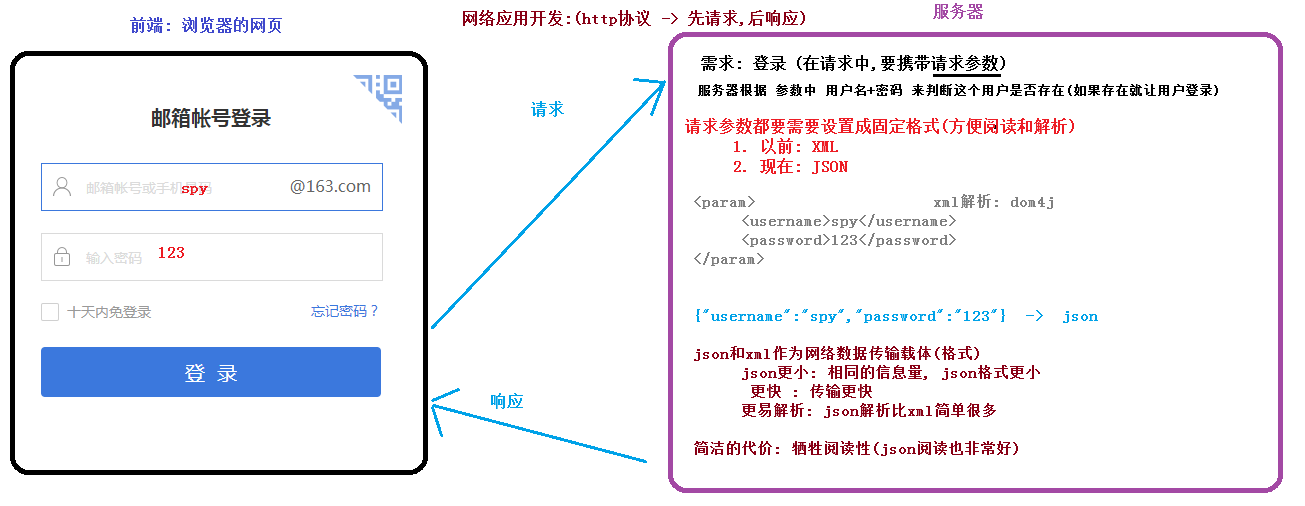 网络应用开发:(http协议 -> 先请求,后响应)
前端: 浏览器的网页
服务器
邮箱帐号登录
邮箱帐号或手机号码
spy
@163.com
输入密码
123
十天内免登录
忘记密码？
登 录
请求
响应
需求: 登录 (在请求中,要携带请求参数)
服务器根据 参数中 用户名+密码 来判断这个用户是否存在(如果存在就让用户登录)
请求参数都要需要设置成固定格式(方便阅读和解析)
1. 以前: XML
2. 现在: JSON
<param> xml解析: dom4j
<username>spy</username>
<password>123</password>
</param>
{"username":"spy","password":"123"} -> json
json和xml作为网络数据传输载体(格式)
json更小: 相同的信息量, json格式更小
更快 : 传输更快
更易解析: json解析比xml简单很多
简洁的代价: 牺牲阅读性(json阅读也非常好)